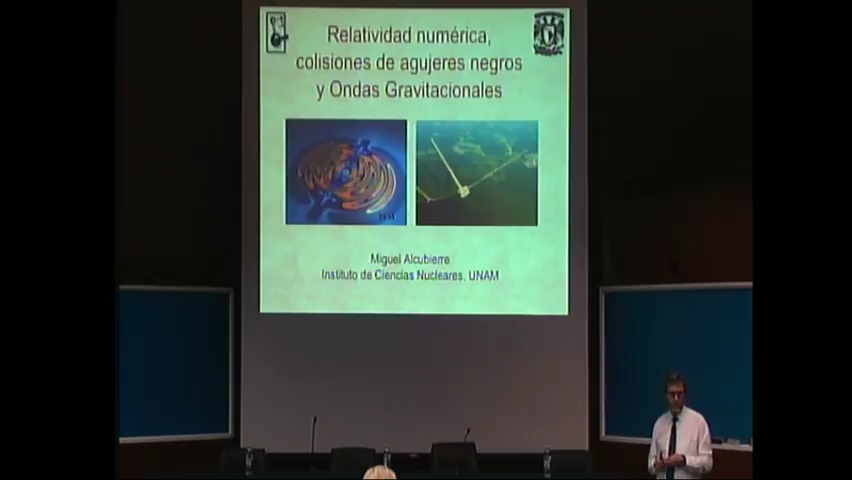 Relatividad numérica,
colisiones de agujeres negros
y Ondas Gravitacionales
Miguel Alcubierre
Instituto de Ciencias Nucleares, UNAM